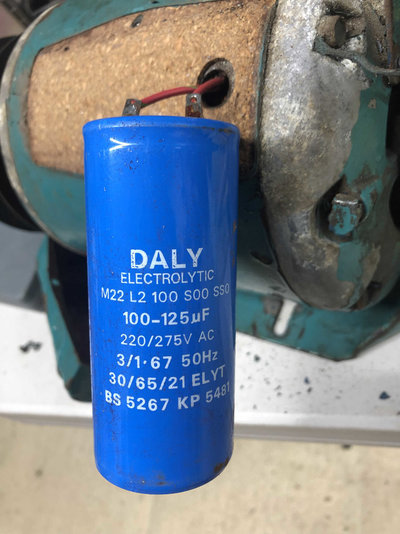 DALY
ELECTROLYTIC
M22 L2 100 S00 SS0
100-125µF
220/275V AC
3/1·67 50Hz
30/65/21 ELYT
BS 5267 KP 5481